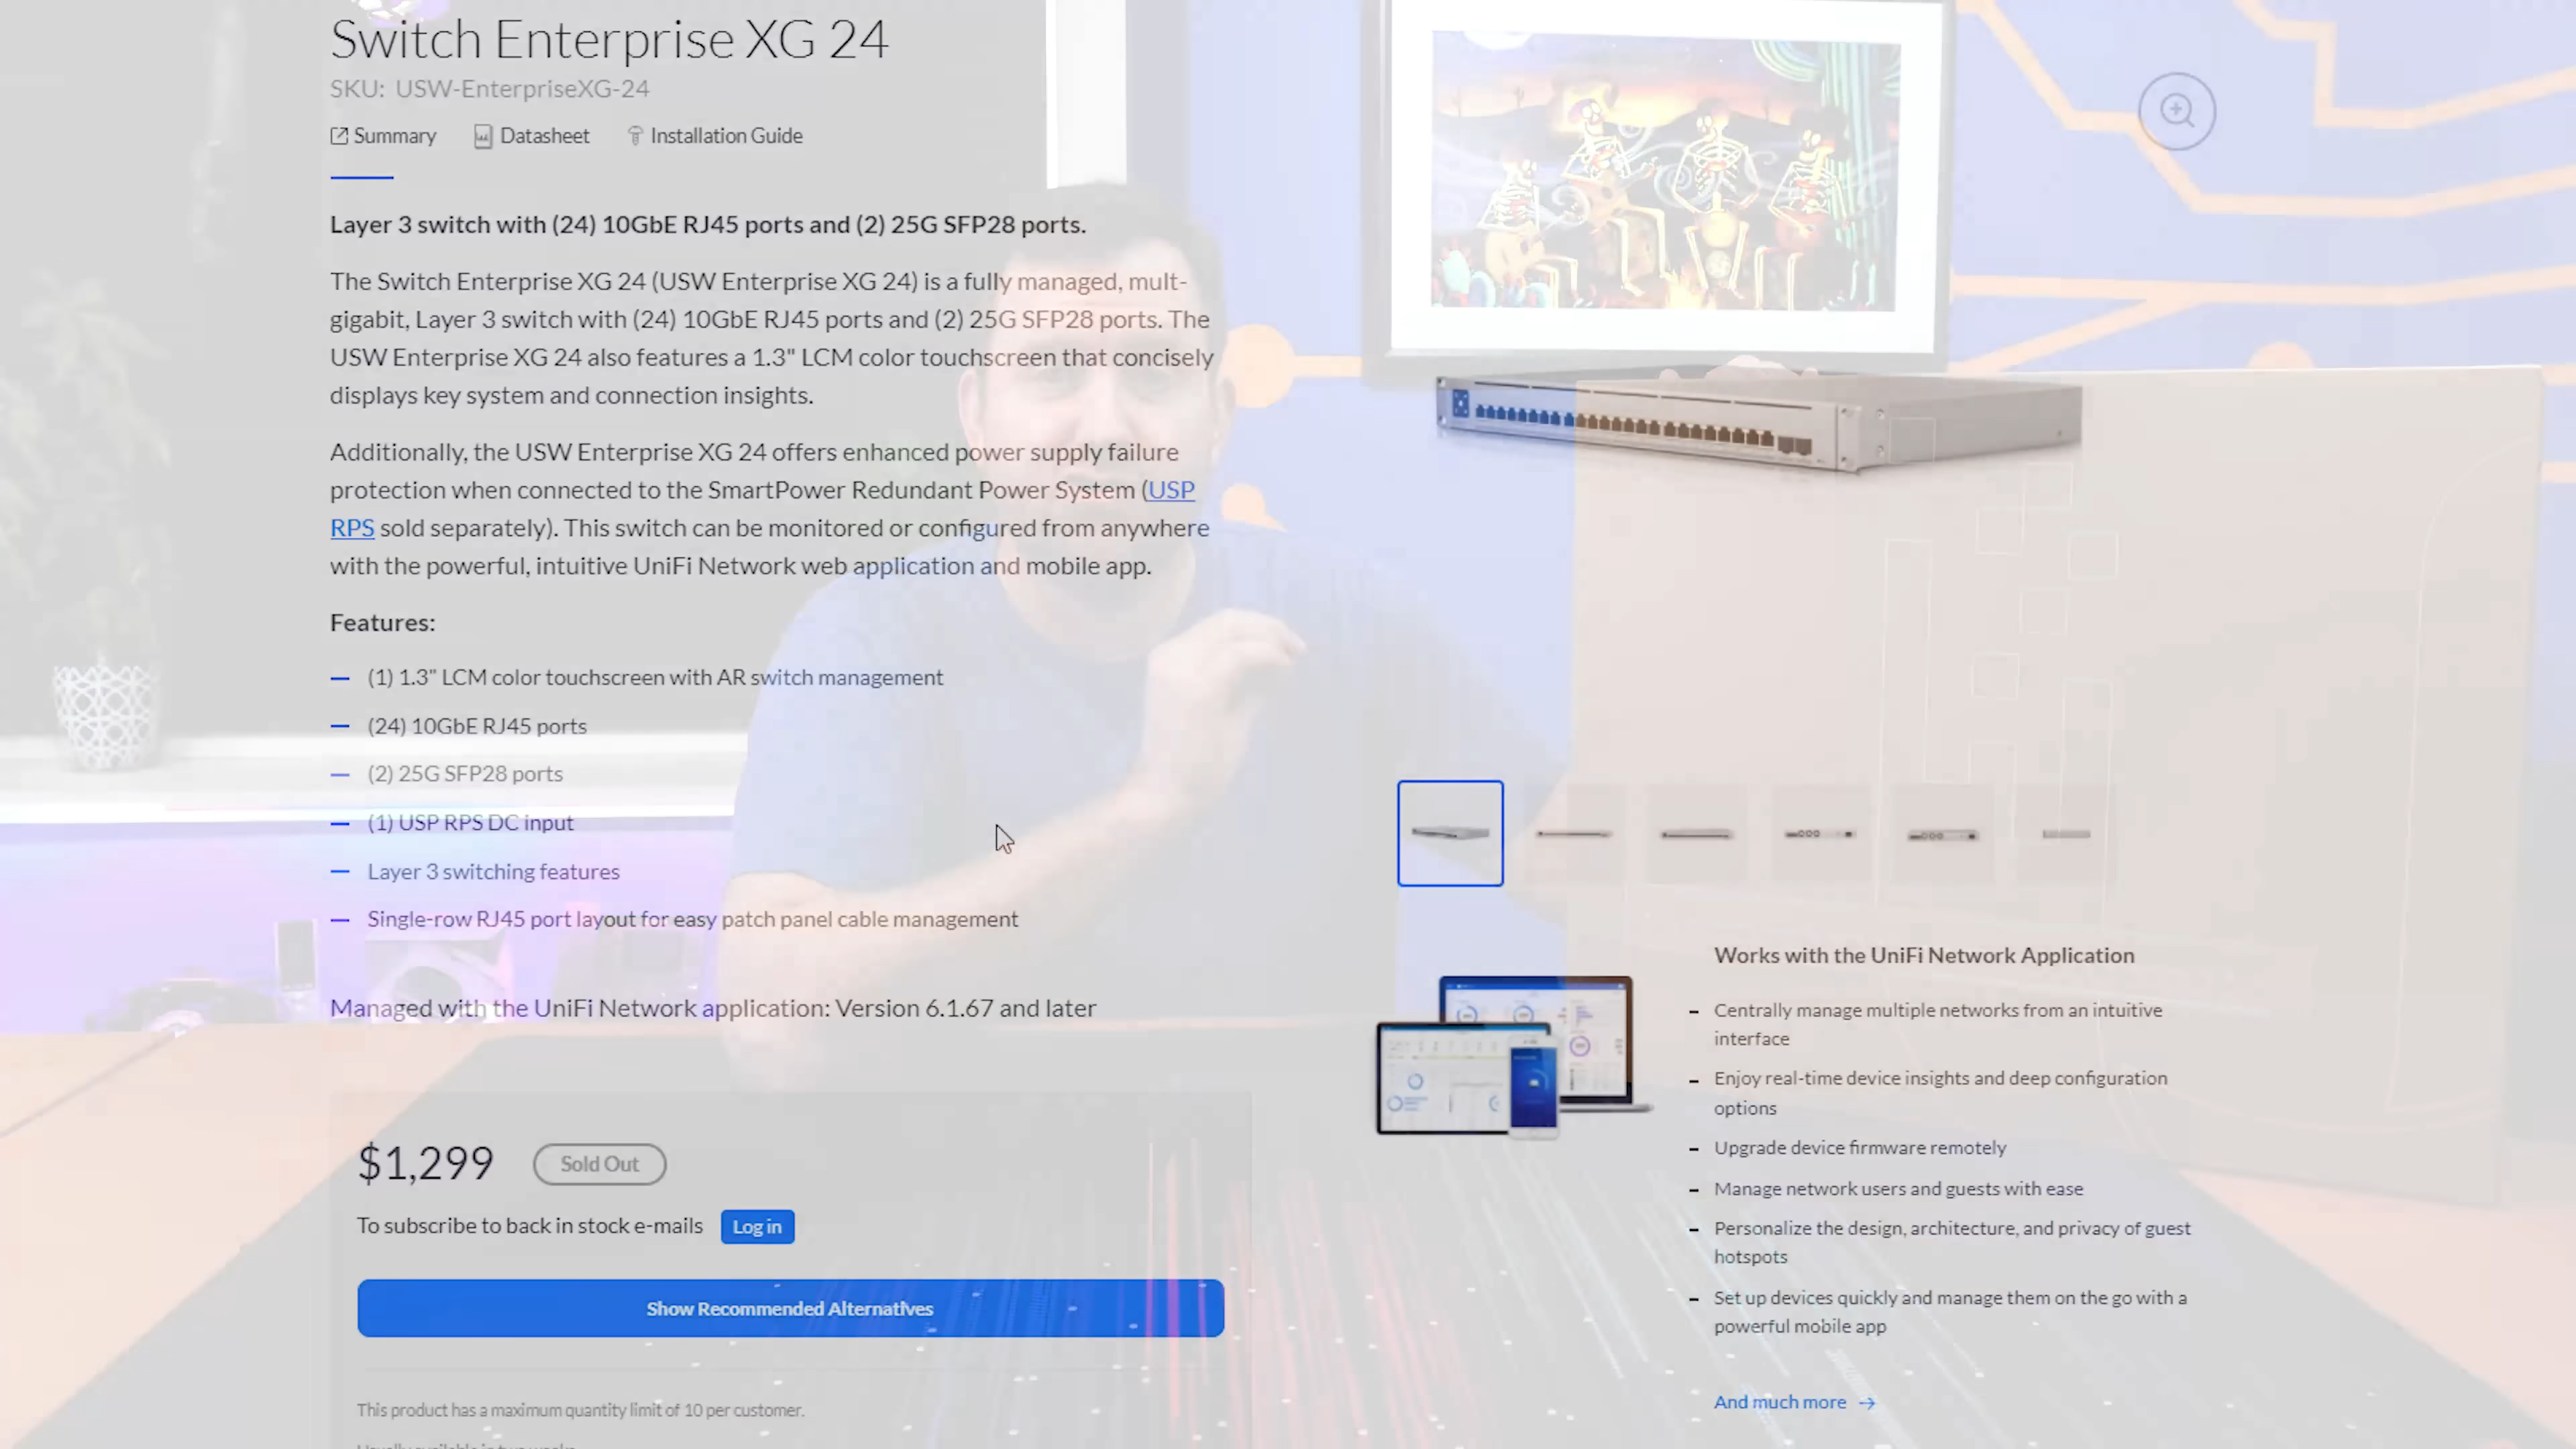 Switch Enterprise XG 24
SKU: USW-EnterpriseXG-24
Summary Datasheet Installation Guide
Layer 3 switch with (24) 10GbE RJ45 ports and (2) 25G SFP28 ports.
The Switch Enterprise XG 24 (USW Enterprise XG 24) is a fully managed, mult-
gigabit, Layer 3 switch with (24) 10GbE RJ45 ports and (2) 25G SFP28 ports. The
USW Enterprise XG 24 also features a 1.3" LCM color touchscreen that concisely
displays key system and connection insights.
Additionally, the USW Enterprise XG 24 offers enhanced power supply failure
protection when connected to the SmartPower Redundant Power System (USP
RPS sold separately). This switch can be monitored or configured from anywhere
with the powerful, intuitive UniFi Network web application and mobile app.
Features:
(1) 1.3" LCM color touchscreen with AR switch management
(24) 10GbE RJ45 ports
(2) 25G SFP28 ports
(1) USP RPS DC input
Layer 3 switching features
Single-row RJ45 port layout for easy patch panel cable management
Managed with the UniFi Network application: Version 6.1.67 and later
$1,299 Sold Out
To subscribe to back in stock e-mails Log in
Show Recommended Alternatives
This product has a maximum quantity limit of 10 per customer.
Works with the UniFi Network Application
- Centrally manage multiple networks from an intuitive
interface
- Enjoy real-time device insights and deep configuration
options
- Upgrade device firmware remotely
- Manage network users and guests with ease
- Personalize the design, architecture, and privacy of guest
hotspots
- Set up devices quickly and manage them on the go with a
powerful mobile app
And much more →